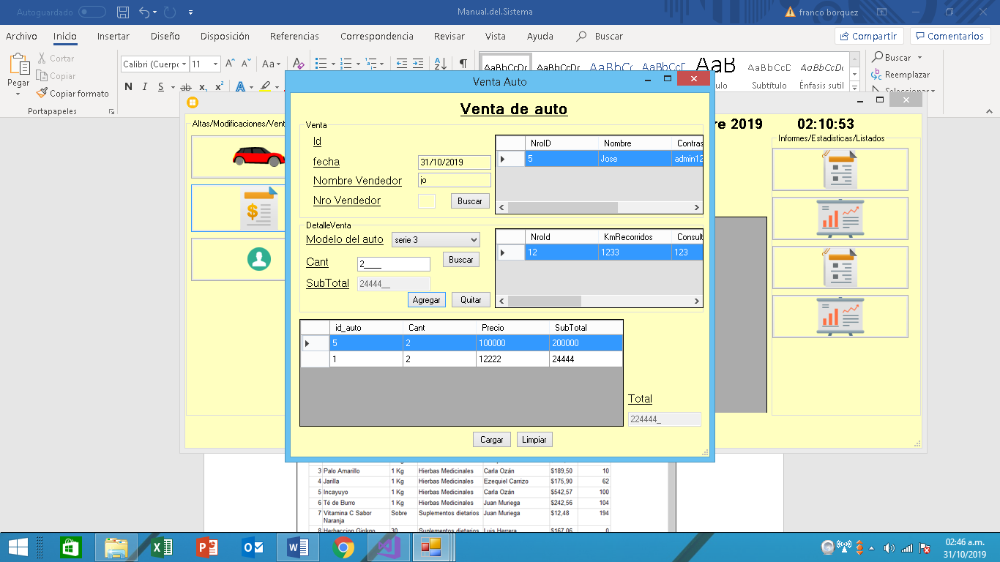 Autoguardado
Manual.del.Sistema
franco borquez
Archivo Inicio Insertar Diseño Disposición Referencias Correspondencia Revisar Vista Ayuda Buscar
Compartir Comentarios
Pegar
Cortar
Copiar
Copiar formato
Portapapeles
Calibri (Cuerpo 11
N I S ab x₂ x²
AaBbCcDc AaBbCcDc AaBbCc AaBbCcD AaB AaBbCcD AaBbCcDc
Subtítulo Énfasis sutil
Buscar
Reemplazar
Seleccionar
Altas/Modificaciones/Vent
re 2019 02:10:53
Informes/Estadisticas/Listados
Venta Auto
Venta de auto
Venta
Id
fecha 31/10/2019
Nombre Vendedor jo
Nro Vendedor Buscar
NroID Nombre Contras
5 Jose admin12
DetalleVenta
Modelo del auto serie 3
Cant 2____ Buscar
SubTotal 24444__
Agregar Quitar
NroId KmRecorridos Consult
12 1233 123
id_auto Cant Precio SubTotal
5 2 100000 200000
1 2 12222 24444
Total
224444_
Cargar Limpiar
3 Palo Amarillo 1 Kg Hierbas Medicinales Carla Ozán $189,50 10
4 Jarilla 1 Kg Hierbas Medicinales Ezequiel Carrizo $175,90 62
5 Incayuyo 1 Kg Hierbas Medicinales Carla Ozán $542,57 100
6 Té de Burro 1 Kg Hierbas Medicinales Juan Muriega $242,56 104
7 Vitamina C Sabor Sobre Suplementos dietarios Juan Muriega $12,48 194
Naranja
8 Herbaccion Ginkgo 30 Suplementos dietarios Luis Herrera $167,06 0
02:46 a.m.
31/10/2019